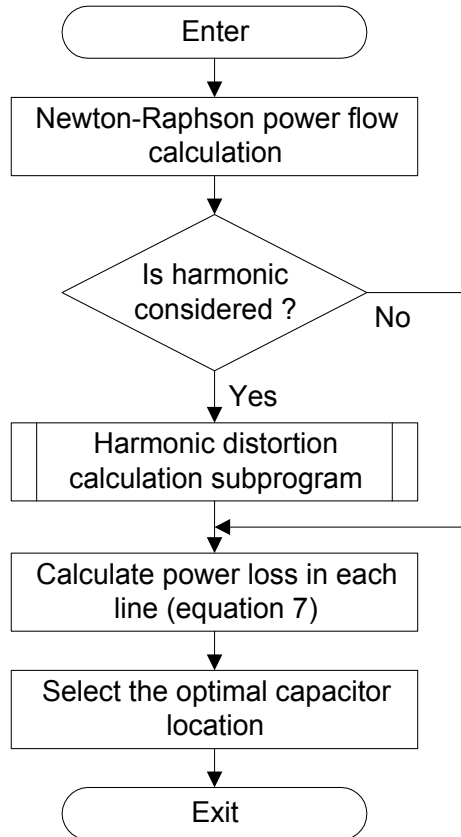 Enter
Newton-Raphson power flow
calculation
Is harmonic
considered ?
No
Yes
Harmonic distortion
calculation subprogram
Calculate power loss in each
line (equation 7)
Select the optimal capacitor
location
Exit